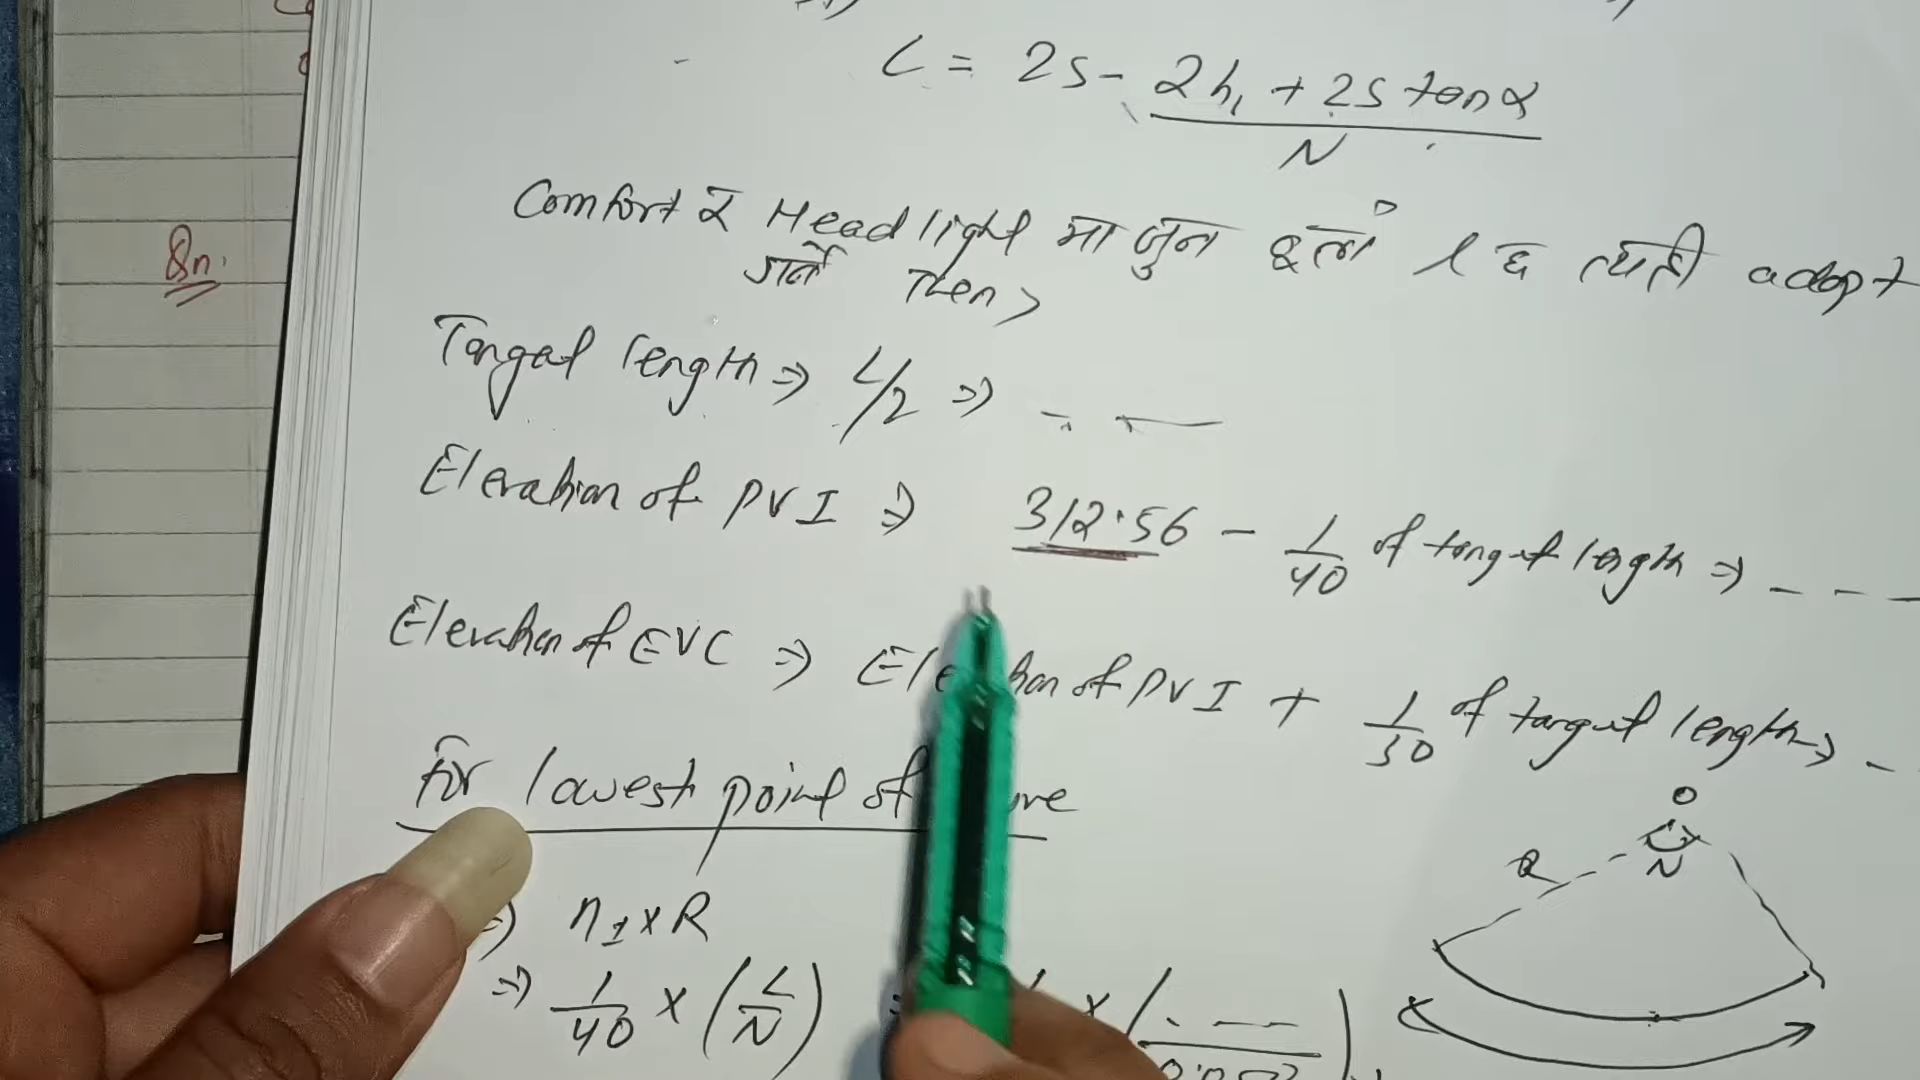 L = 2S - 2h₁ + 2S tanα
N
Comfort र Headlight मा जुन ठूलो L छ त्यही adopt
गर्ने Then >
Tangent length ⇒ L/2 ⇒ - - —
Qn.
Elevation of PVI ⇒ 312.56 - 1/40 of tangent length ⇒ - - -
Elevation of EVC ⇒ of PVI + 1/30 of tangent length → -
for lowest point of
O
R
N
⇒ n₁ x R
⇒ 1/40 x (L/N)